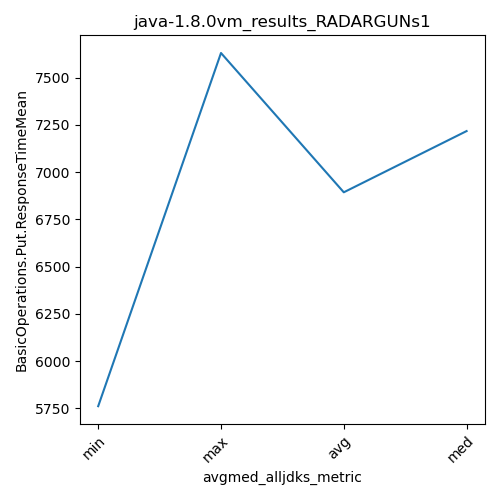 java-1.8.0vm_results_RADARGUNs1
BasicOperations.Put.ResponseTimeMean
7500
7250
7000
6750
6500
6250
6000
5750
min
max
avg
med
avgmed_alljdks_metric